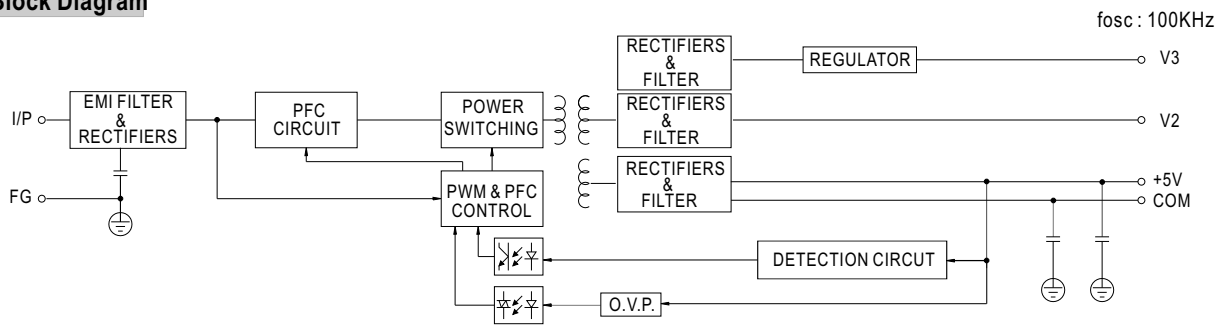 Block Diagram
fosc : 100KHz
RECTIFIERS
&
FILTER
REGULATOR
V3
I/P
EMI FILTER
&
RECTIFIERS
PFC
CIRCUIT
POWER
SWITCHING
RECTIFIERS
&
FILTER
V2
FG
PWM & PFC
CONTROL
RECTIFIERS
&
FILTER
+5V
COM
DETECTION CIRCUT
O.V.P.